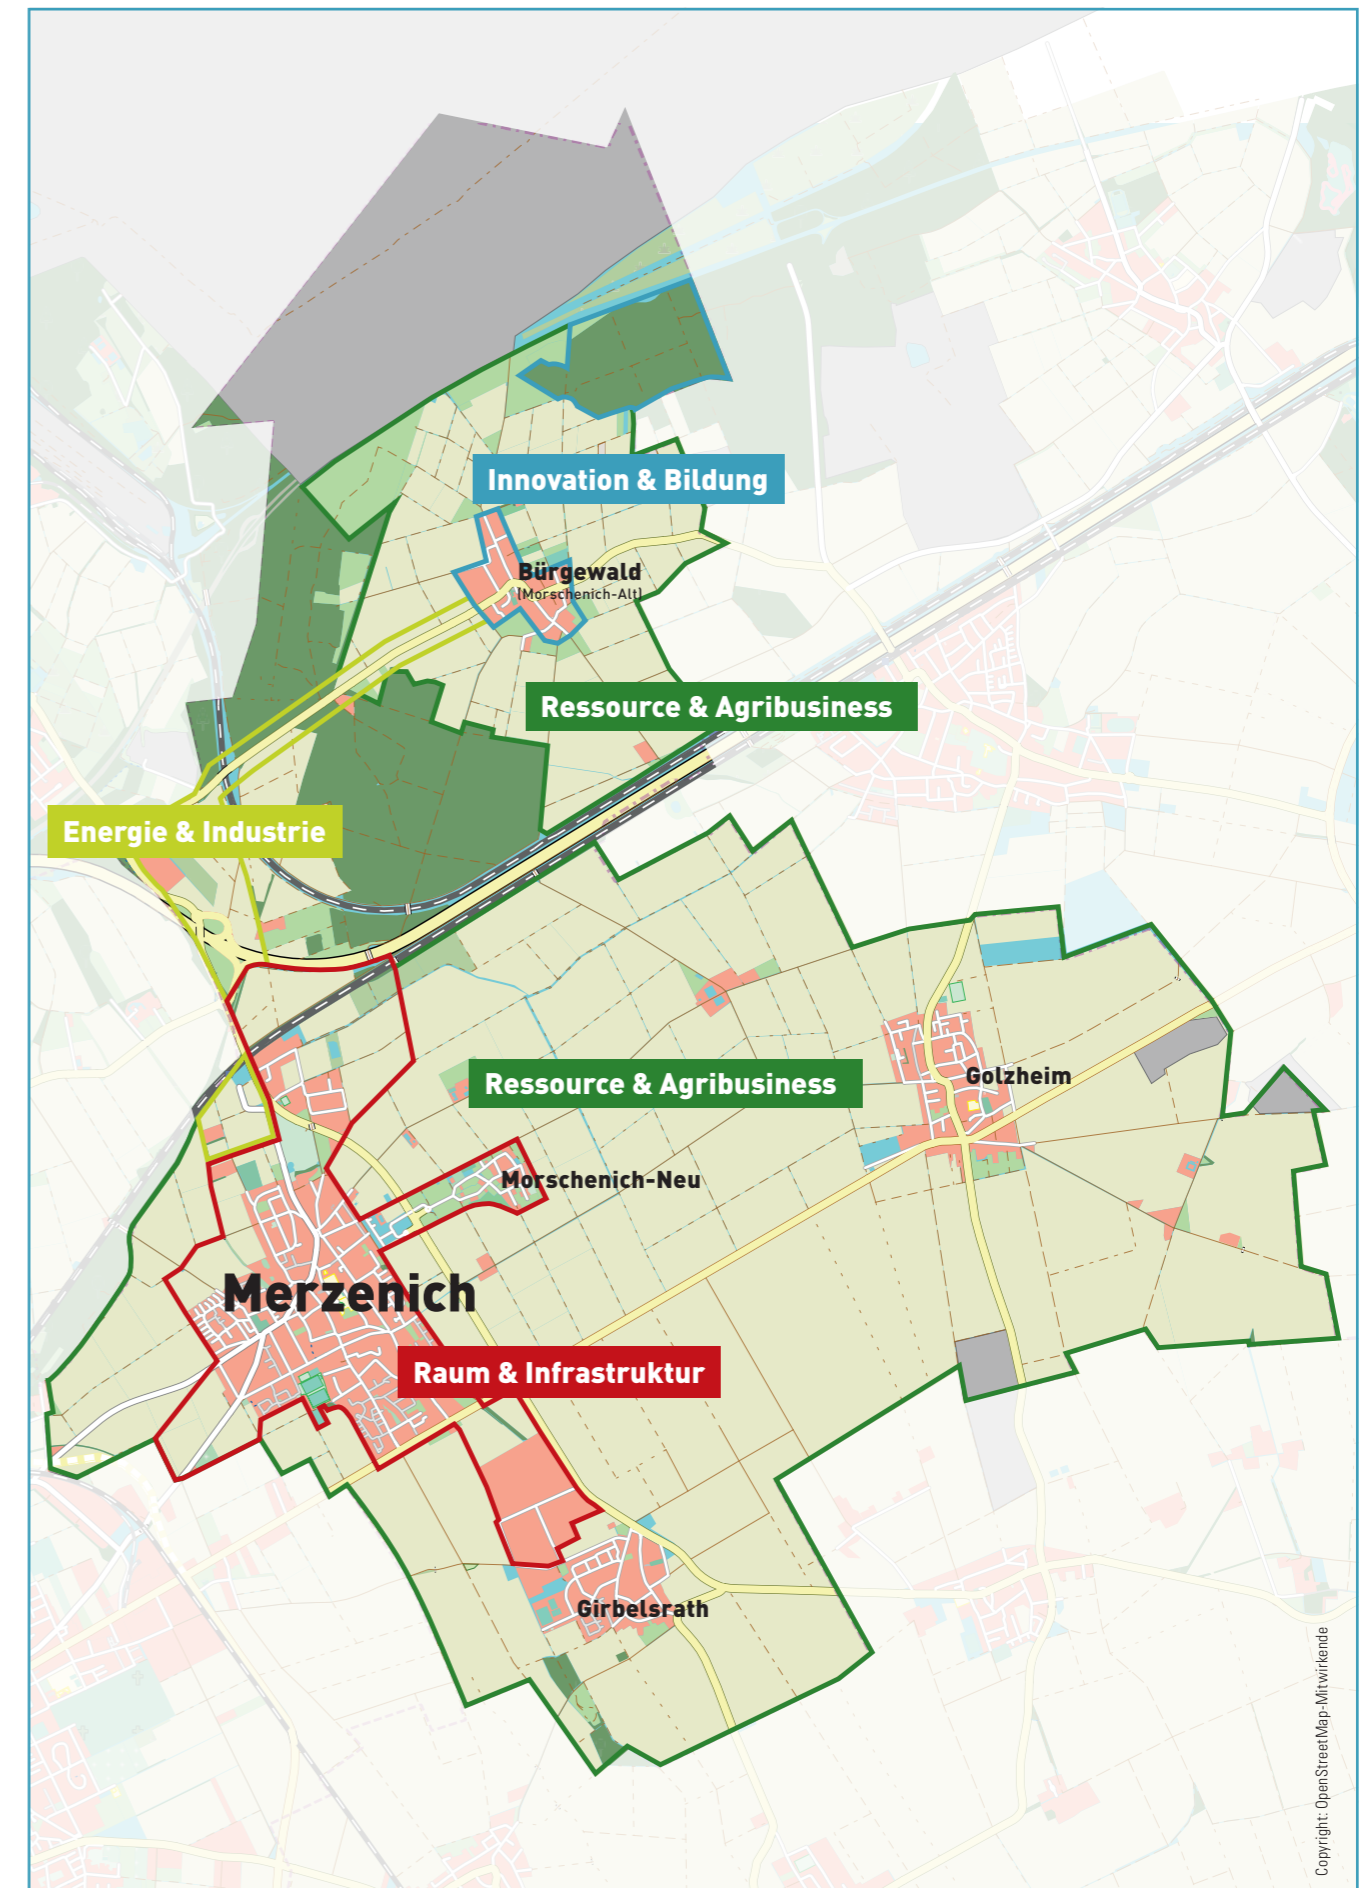 Innovation & Bildung
Bürgewald
(Morschenich-Alt)
Ressource & Agribusiness
Energie & Industrie
Golzheim
Ressource & Agribusiness
Morschenich-Neu
Merzenich
Raum & Infrastruktur
Girbelsrath
Copyright: OpenStreetMap-Mitwirkende